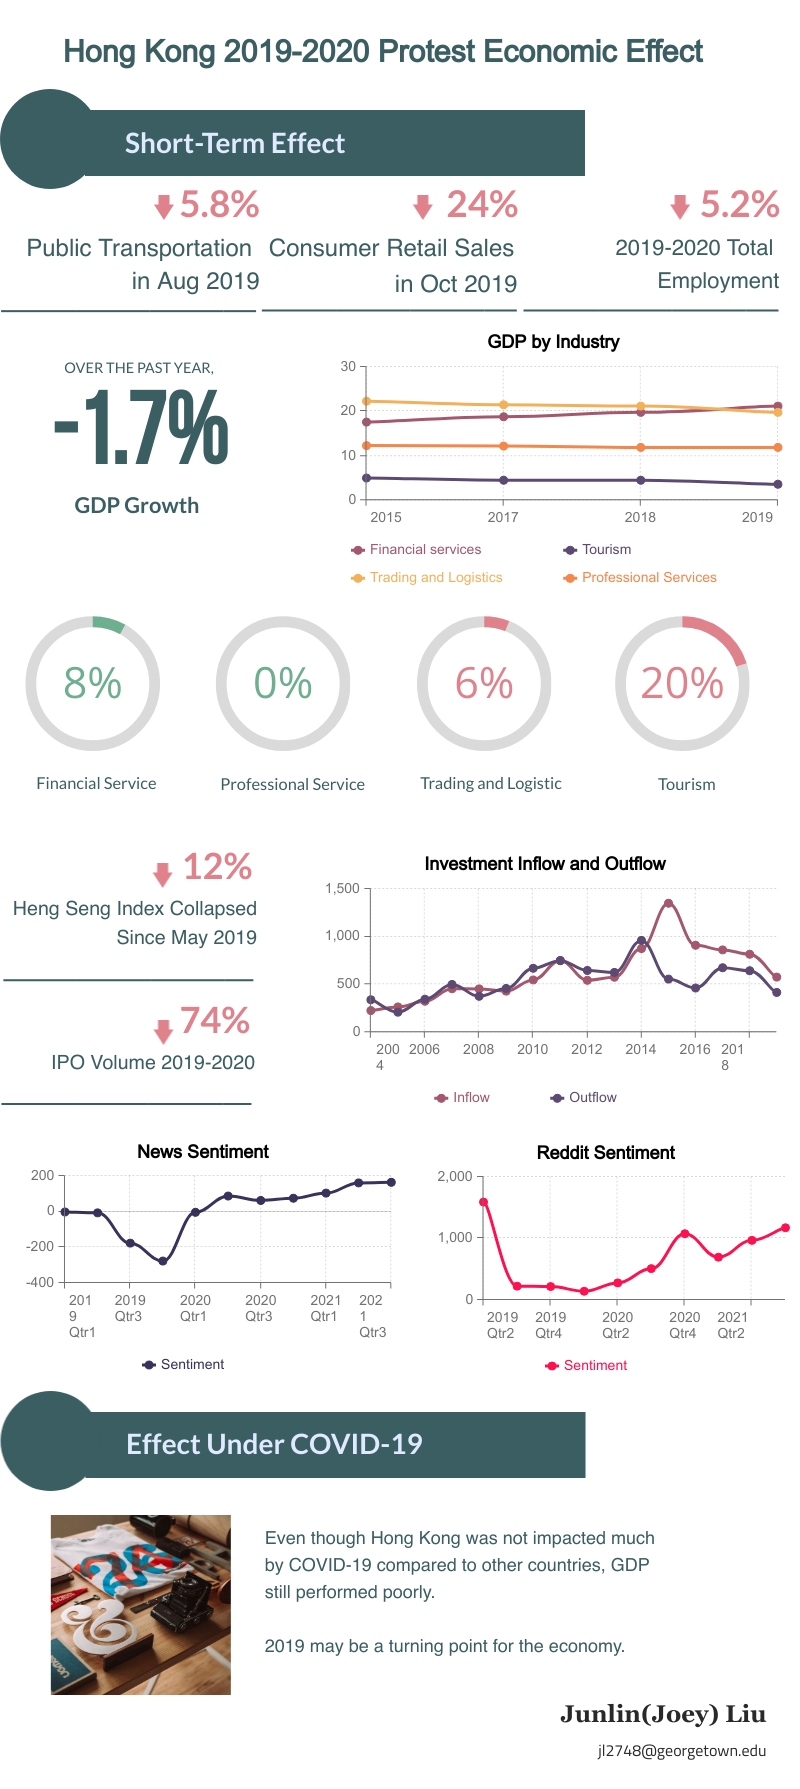 Hong Kong 2019-2020 Protest Economic Effect
Short-Term Effect
5.8%
Public Transportation
in Aug 2019
24%
Consumer Retail Sales
in Oct 2019
5.2%
2019-2020 Total
Employment
OVER THE PAST YEAR,
-1.7%
GDP Growth
GDP by Industry
30
20
10
0
2015 2017 2018 2019
Financial services Tourism
Trading and Logistics Professional Services
8% 0% 6% 20%
Financial Service Professional Service Trading and Logistic Tourism
12%
Heng Seng Index Collapsed
Since May 2019
74%
IPO Volume 2019-2020
Investment Inflow and Outflow
1,500
1,000
500
0
200 2006 2008 2010 2012 2014 2016 201
4 8
Inflow Outflow
News Sentiment
200
0
-200
-400
201 2019 2020 2020 2021 202
9 Qtr3 Qtr1 Qtr3 Qtr1 1
Qtr1 Qtr3
Sentiment
Reddit Sentiment
2,000
1,000
0
2019 2019 2020 2020 2021
Qtr2 Qtr4 Qtr2 Qtr4 Qtr2
Sentiment
Effect Under COVID-19
Even though Hong Kong was not impacted much
by COVID-19 compared to other countries, GDP
still performed poorly.
2019 may be a turning point for the economy.
Junlin(Joey) Liu
jl2748@georgetown.edu